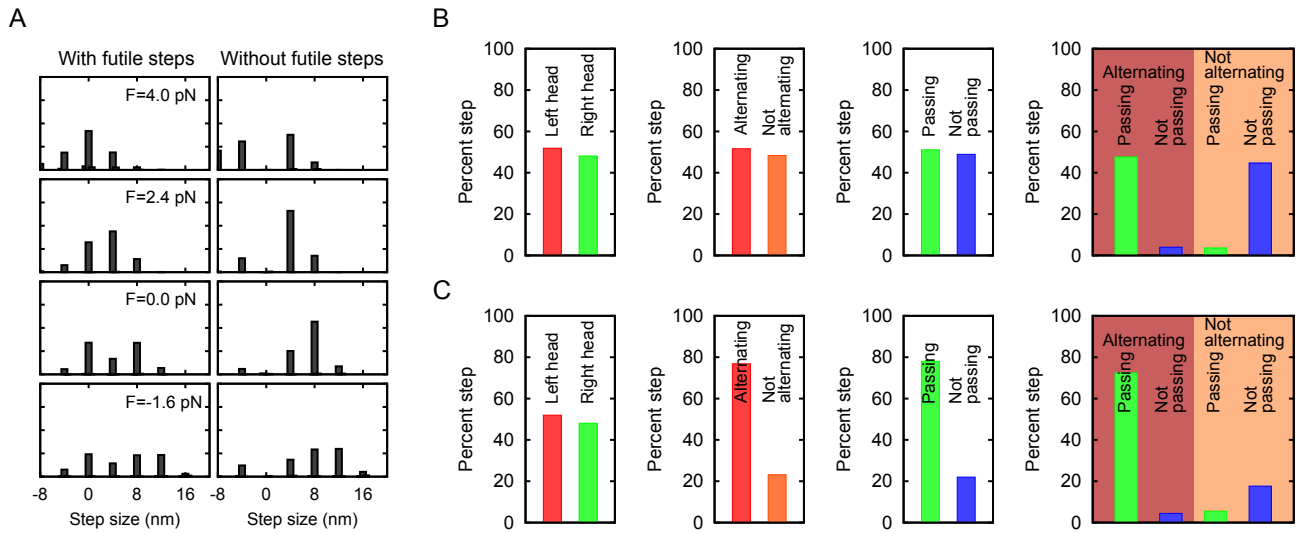 A
With futile steps
Without futile steps
F=4.0 pN
F=2.4 pN
F=0.0 pN
F=-1.6 pN
-8 0 8 16
-8 0 8 16
Step size (nm)
Step size (nm)
B
Percent step
100
80
60
40
20
0
Left head
Right head
Percent step
100
80
60
40
20
0
Alternating
Not
alternating
Percent step
100
80
60
40
20
0
Passing
Not
passing
Percent step
100
80
60
40
20
0
Alternating
Not
alternating
Passing
Not
passing
Passing
Not
passing
C
Percent step
100
80
60
40
20
0
Left head
Right head
Percent step
100
80
60
40
20
0
Alternating
Not
alternating
Percent step
100
80
60
40
20
0
Passing
Not
passing
Percent step
100
80
60
40
20
0
Alternating
Not
alternating
Passing
Not
passing
Passing
Not
passing